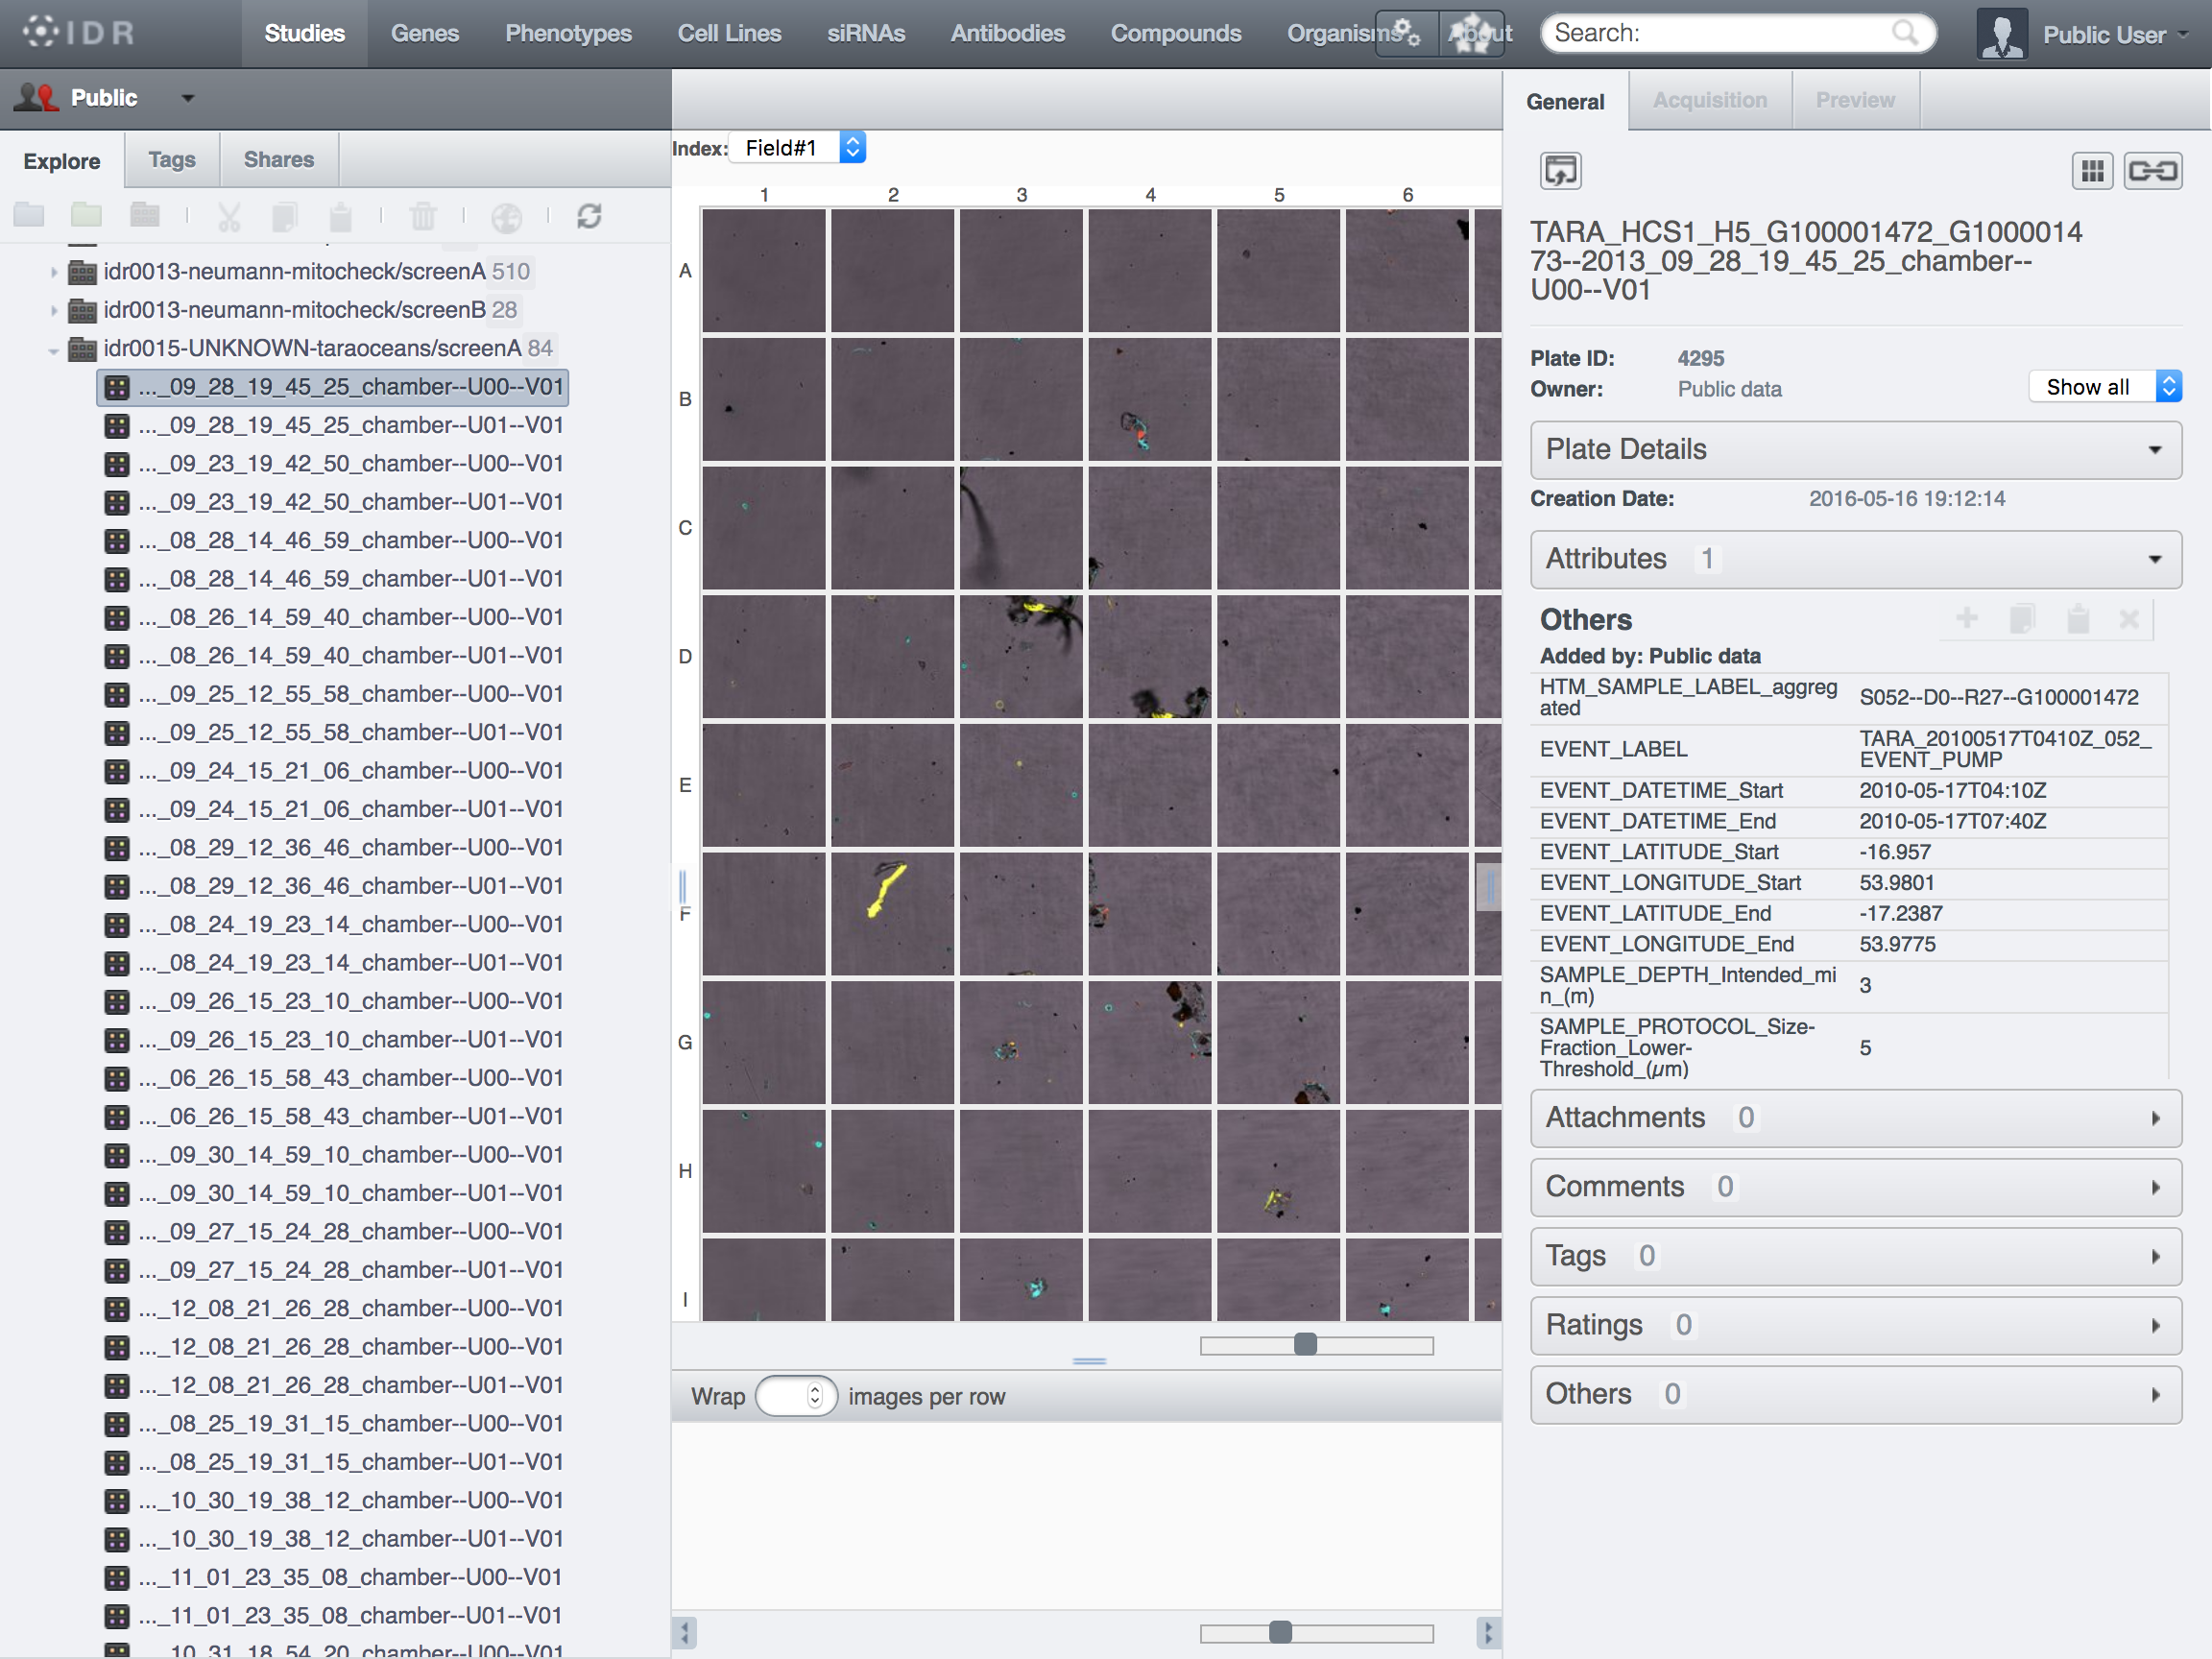 IDR
Studies
Genes
Phenotypes
Cell Lines
siRNAs
Antibodies
Compounds
Organisms
Search:
Public User
Public
Explore
Tags
Shares
idr0013-neumann-mitocheck/screenA 510
idr0013-neumann-mitocheck/screenB 28
idr0015-UNKNOWN-taraoceans/screenA 84
..._09_28_19_45_25_chamber--U00--V01
..._09_28_19_45_25_chamber--U01--V01
..._09_23_19_42_50_chamber--U00--V01
..._09_23_19_42_50_chamber--U01--V01
..._08_28_14_46_59_chamber--U00--V01
..._08_28_14_46_59_chamber--U01--V01
..._08_26_14_59_40_chamber--U00--V01
..._08_26_14_59_40_chamber--U01--V01
..._09_25_12_55_58_chamber--U00--V01
..._09_25_12_55_58_chamber--U01--V01
..._09_24_15_21_06_chamber--U00--V01
..._09_24_15_21_06_chamber--U01--V01
..._08_29_12_36_46_chamber--U00--V01
..._08_29_12_36_46_chamber--U01--V01
..._08_24_19_23_14_chamber--U00--V01
..._08_24_19_23_14_chamber--U01--V01
..._09_26_15_23_10_chamber--U00--V01
..._09_26_15_23_10_chamber--U01--V01
..._06_26_15_58_43_chamber--U00--V01
..._06_26_15_58_43_chamber--U01--V01
..._09_30_14_59_10_chamber--U00--V01
..._09_30_14_59_10_chamber--U01--V01
..._09_27_15_24_28_chamber--U00--V01
..._09_27_15_24_28_chamber--U01--V01
..._12_08_21_26_28_chamber--U00--V01
..._12_08_21_26_28_chamber--U00--V01
..._12_08_21_26_28_chamber--U01--V01
..._08_25_19_31_15_chamber--U00--V01
..._08_25_19_31_15_chamber--U01--V01
..._10_30_19_38_12_chamber--U00--V01
..._10_30_19_38_12_chamber--U01--V01
..._11_01_23_35_08_chamber--U00--V01
..._11_01_23_35_08_chamber--U01--V01
..._10_31_18_54_20_chamber--U00--V01
Index: Field#1
1 2 3 4 5 6
A
B
C
D
E
F
G
H
I
Wrap images per row
General
Acquisition
Preview
TARA_HCS1_H5_G100001472_G1000014
73--2013_09_28_19_45_25_chamber--
U00--V01
Plate ID: 4295
Owner: Public data
Show all
Plate Details
Creation Date: 2016-05-16 19:12:14
Attributes 1
Others
Added by: Public data
HTM_SAMPLE_LABEL_aggreg
ated
S052--D0--R27--G100001472
EVENT_LABEL
TARA_20100517T0410Z_052_
EVENT_PUMP
EVENT_DATETIME_Start 2010-05-17T04:10Z
EVENT_DATETIME_End 2010-05-17T07:40Z
EVENT_LATITUDE_Start -16.957
EVENT_LONGITUDE_Start 53.9801
EVENT_LATITUDE_End -17.2387
EVENT_LONGITUDE_End 53.9775
SAMPLE_DEPTH_Intended_mi
n_(m)
3
SAMPLE_PROTOCOL_Size-
Fraction_Lower-
Threshold_(µm)
5
Attachments 0
Comments 0
Tags 0
Ratings 0
Others 0